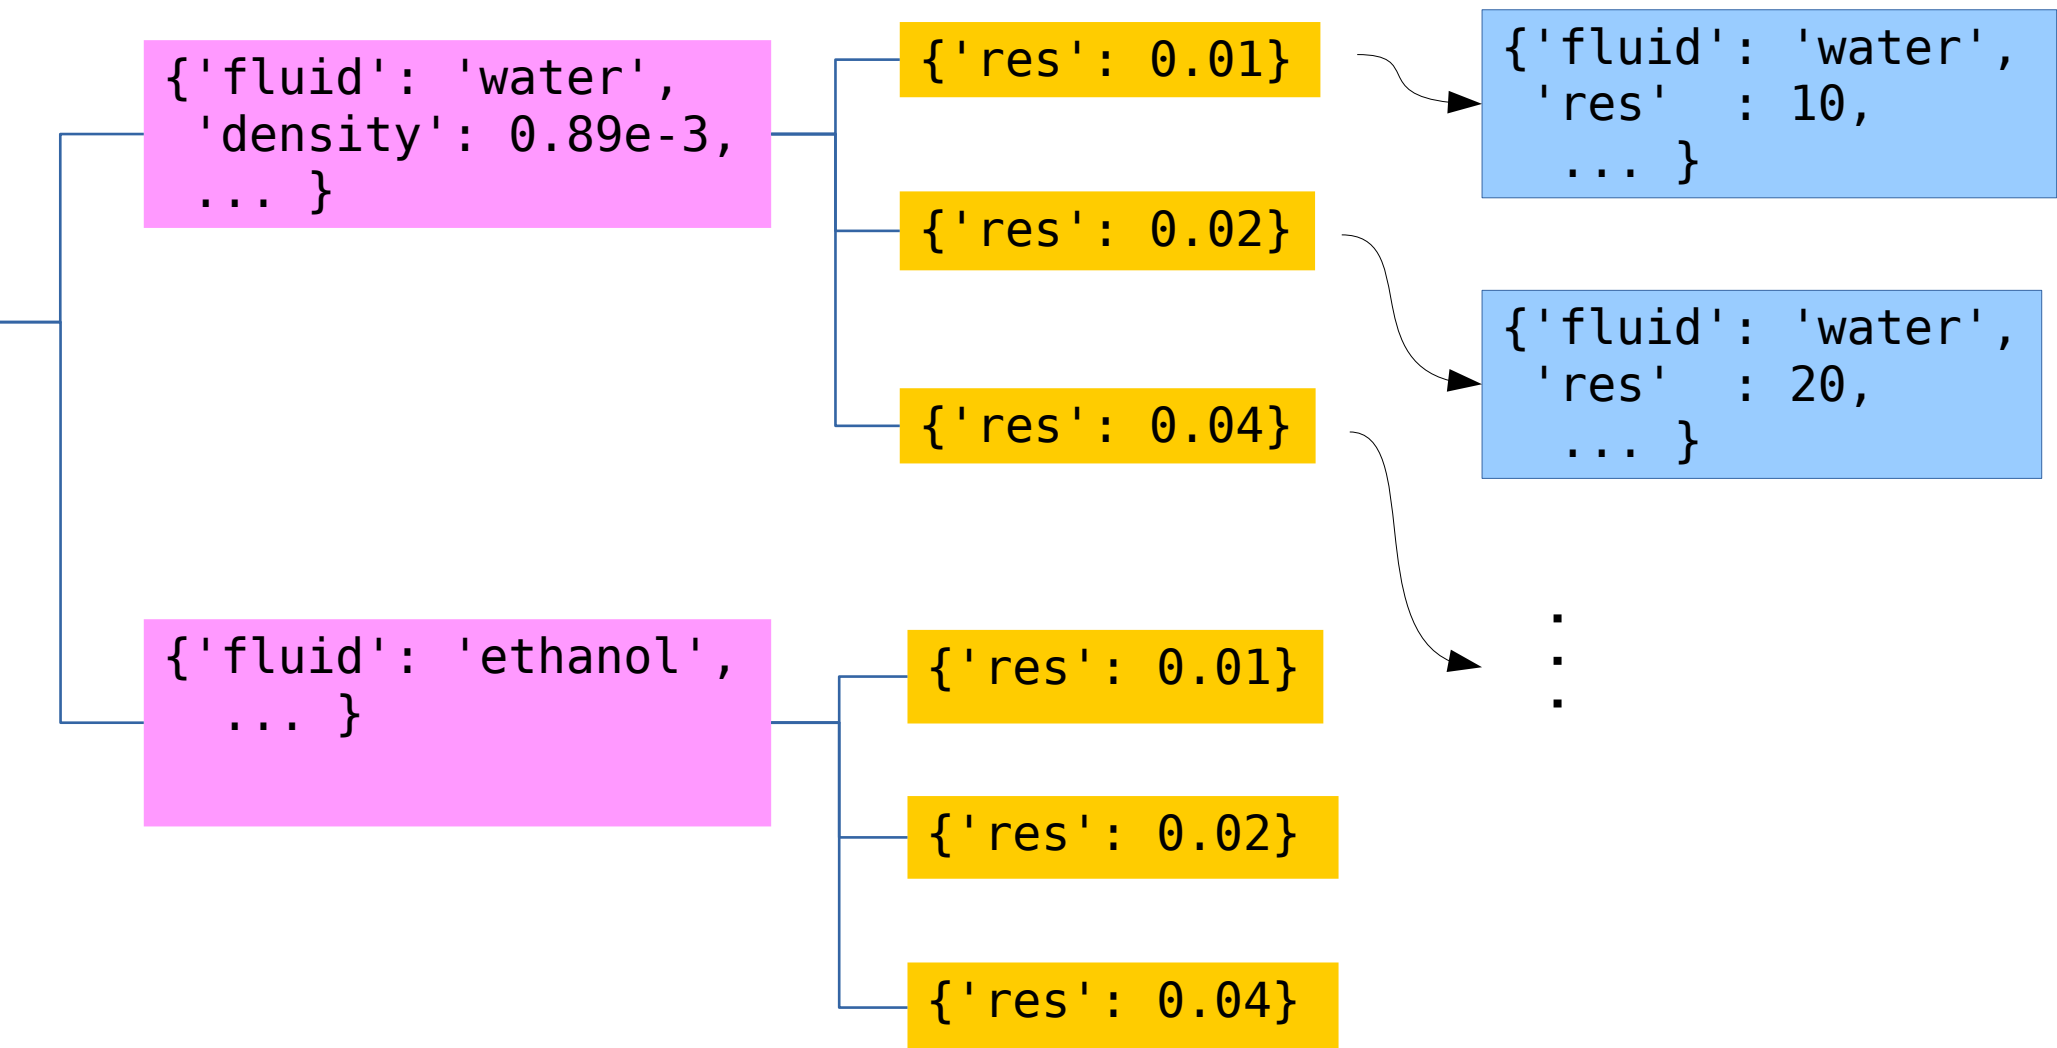 {'fluid': 'water',
'density': 0.89e-3,
... }
{'res': 0.01}
{'res': 0.02}
{'res': 0.04}
{'fluid': 'water',
'res'  : 10,
... }
{'fluid': 'water',
'res'  : 20,
... }
.
.
.
{'fluid': 'ethanol',
... }
{'res': 0.01}
{'res': 0.02}
{'res': 0.04}